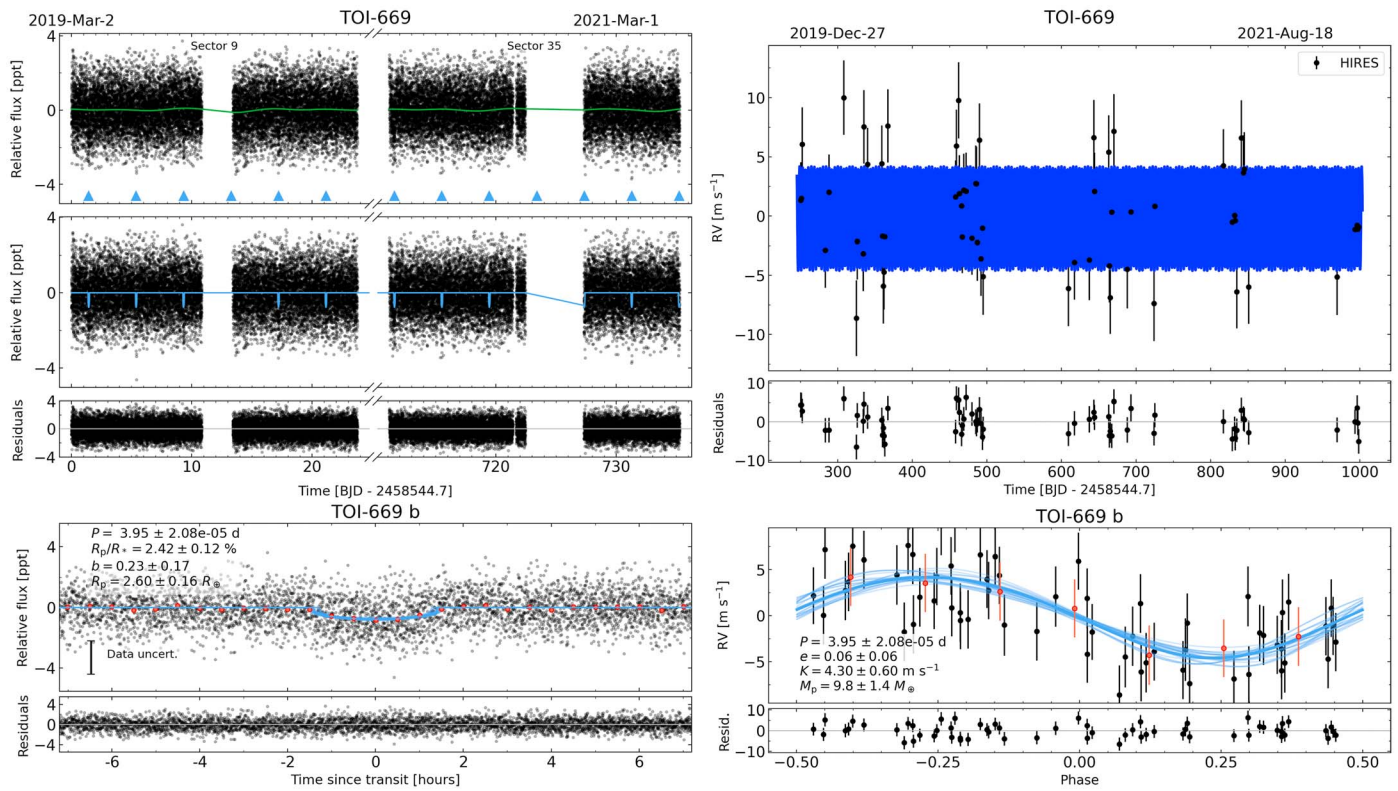 2019-Mar-2 TOI-669 2021-Mar-1
Sector 9 Sector 35
Relative flux [ppt]
4
0
−4
Relative flux [ppt]
4
0
−4
Residuals
4
0
−4
0 10 20 720 730
Time [BJD - 2458544.7]
TOI-669
2019-Dec-27 2021-Aug-18
HIRES
RV [m s⁻¹]
10
5
0
−5
−10
Residuals
10
0
−10
300 400 500 600 700 800 900 1000
Time [BJD - 2458544.7]
TOI-669 b
P = 3.95 ± 2.08e-05 d
Rp/R* = 2.42 ± 0.12 %
b = 0.23 ± 0.17
Rp = 2.60 ± 0.16 R⊕
Data uncert.
Relative flux [ppt]
4
0
−4
Residuals
4
0
−4
-6 -4 -2 0 2 4 6
Time since transit [hours]
TOI-669 b
RV [m s⁻¹]
5
0
−5
P = 3.95 ± 2.08e-05 d
e = 0.06 ± 0.06
K = 4.30 ± 0.60 m s⁻¹
Mp = 9.8 ± 1.4 M⊕
Resid.
10
0
−10
−0.50 −0.25 0.00 0.25 0.50
Phase